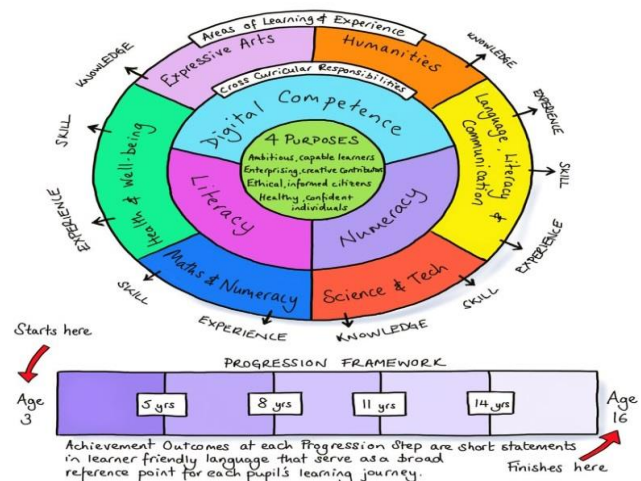 Areas of Learning & Experience
Expressive Arts
Humanities
Cross Curricular Responsibilities
Digital Competence
4 PURPOSES
Ambitious, capable learners
Enterprising, creative contributors
Ethical, informed citizens
Healthy, confident
individuals
Literacy
Numeracy
Health & Well-being
Language, Literacy &
Communication
Maths & Numeracy
Science & Tech
KNOWLEDGE
EXPERIENCE
SKILL
EXPERIENCE
SKILL
KNOWLEDGE
EXPERIENCE
SKILL
EXPERIENCE
SKILL
KNOWLEDGE
Starts here
PROGRESSION FRAMEWORK
Age
3
5 yrs
8 yrs
11 yrs
14 yrs
Age
16
Achievement Outcomes at each Progression Step are short statements
in learner friendly language that serve as a broad
reference point for each pupil's learning journey.
Finishes here